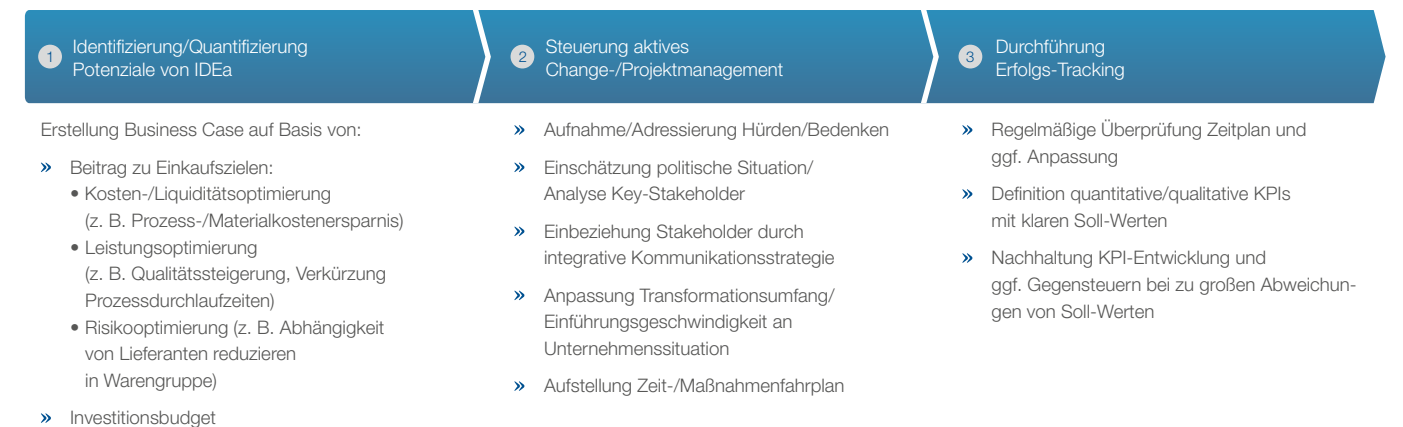 1 Identifizierung/Quantifizierung
Potenziale von IDEa
Erstellung Business Case auf Basis von:
» Beitrag zu Einkaufszielen:
• Kosten-/Liquiditätsoptimierung
(z. B. Prozess-/Materialkostenersparnis)
• Leistungsoptimierung
(z. B. Qualitätssteigerung, Verkürzung
Prozessdurchlaufzeiten)
• Risikooptimierung (z. B. Abhängigkeit
von Lieferanten reduzieren
in Warengruppe)
» Investitionsbudget
2 Steuerung aktives
Change-/Projektmanagement
» Aufnahme/Adressierung Hürden/Bedenken
» Einschätzung politische Situation/
Analyse Key-Stakeholder
» Einbeziehung Stakeholder durch
integrative Kommunikationsstrategie
» Anpassung Transformationsumfang/
Einführungsgeschwindigkeit an
Unternehmenssituation
» Aufstellung Zeit-/Maßnahmenfahrplan
3 Durchführung
Erfolgs-Tracking
» Regelmäßige Überprüfung Zeitplan und
ggf. Anpassung
» Definition quantitative/qualitative KPIs
mit klaren Soll-Werten
» Nachhaltung KPI-Entwicklung und
ggf. Gegensteuern bei zu großen Abweichun-
gen von Soll-Werten